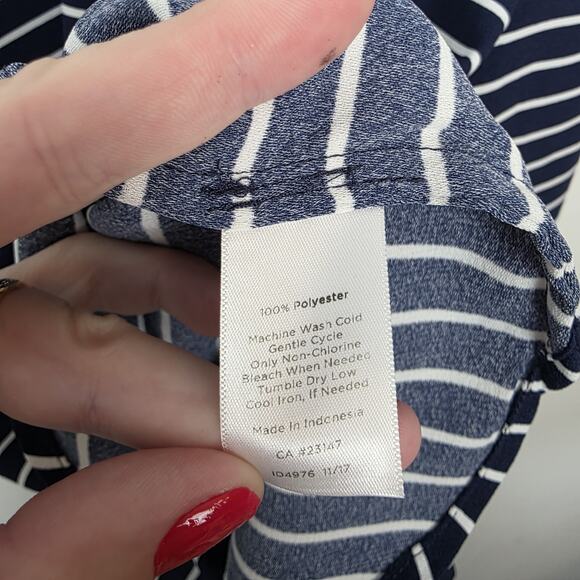 100% Polyester
Machine Wash Cold
Gentle Cycle
Only Non-Chlorine
Bleach When Needed
Tumble Dry Low
Cool Iron, If Needed
Made in Indonesia
CA #23147
ID4976 11/17